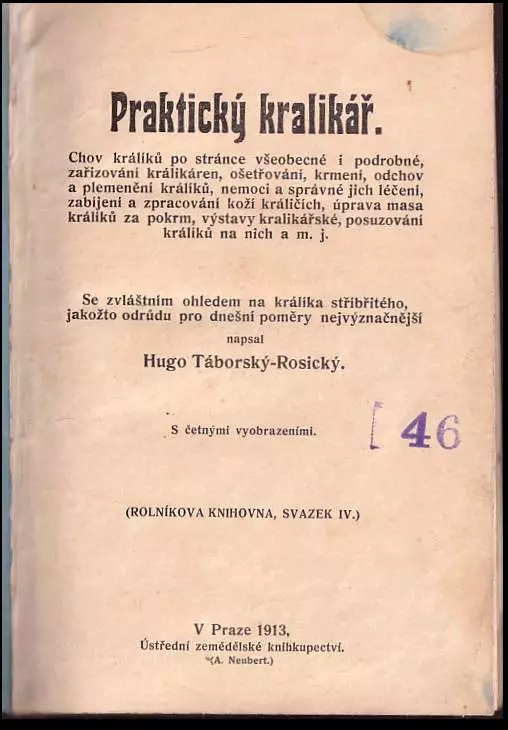 Praktický kralikář.
Chov králíků po stránce všeobecné i podrobné,
zařizování králikáren, ošetřování, krmení, odchov
a plemenění králíků, nemoci a správné jich léčení,
zabíjení a zpracování koží králičích, úprava masa
králíků za pokrm, výstavy kralikářské, posuzování
králíků na nich a m. j.
Se zvláštním ohledem na králíka stříbřitého,
jakožto odrůdu pro dnešní poměry nejvýznačnější
napsal
Hugo Táborský-Rosický.
S četnými vyobrazeními.
[ 46
(ROLNÍKOVA KNIHOVNA, SVAZEK IV.)
V Praze 1913,
Ústřední zemědělské knihkupectví.
(A. Neubert.)